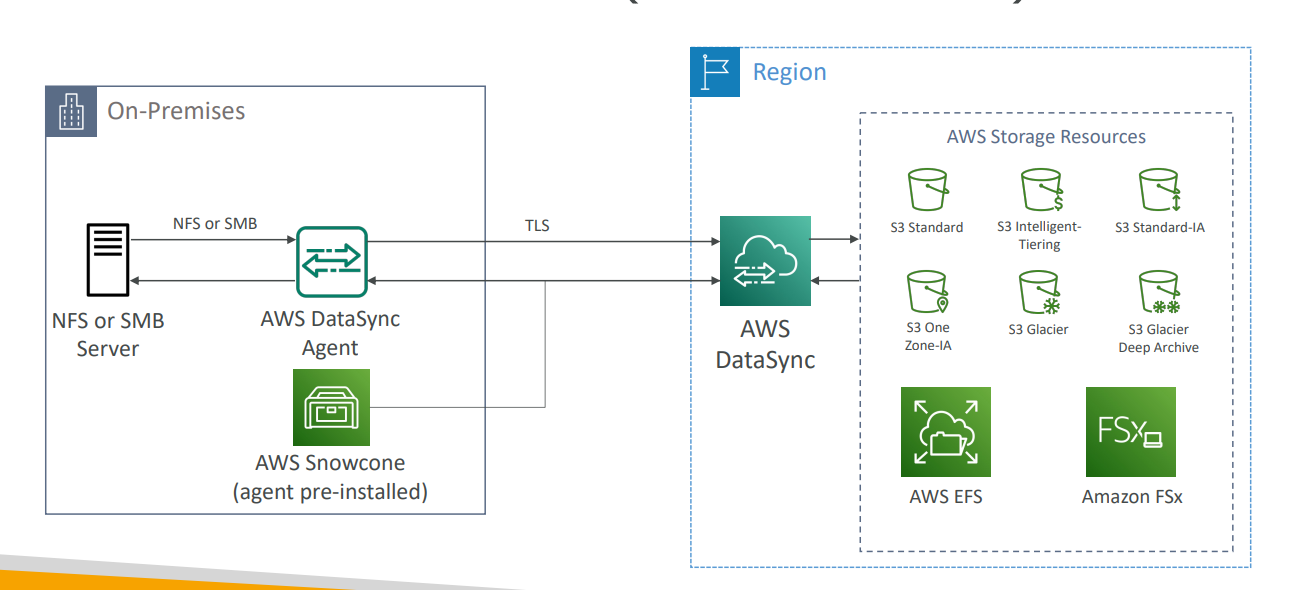 Region
On-Premises
AWS Storage Resources
S3 Standard
S3 Intelligent-
Tiering
S3 Standard-IA
NFS or SMB
TLS
NFS or SMB
Server
AWS DataSync
Agent
AWS
DataSync
S3 One
Zone-IA
S3 Glacier
S3 Glacier
Deep Archive
FSx
AWS Snowcone
(agent pre-installed)
AWS EFS
Amazon FSx